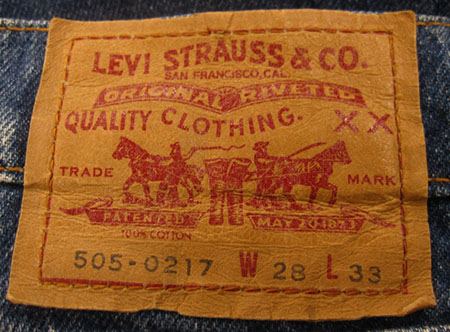 LEVI STRAUSS & CO.
SAN FRANCISCO, CAL.
ORIGINAL RIVETED
QUALITY CLOTHING. XX
TRADE MARK
PATENTED MAY 20 1873
100% COTTON
505-0217 W 28 L 33